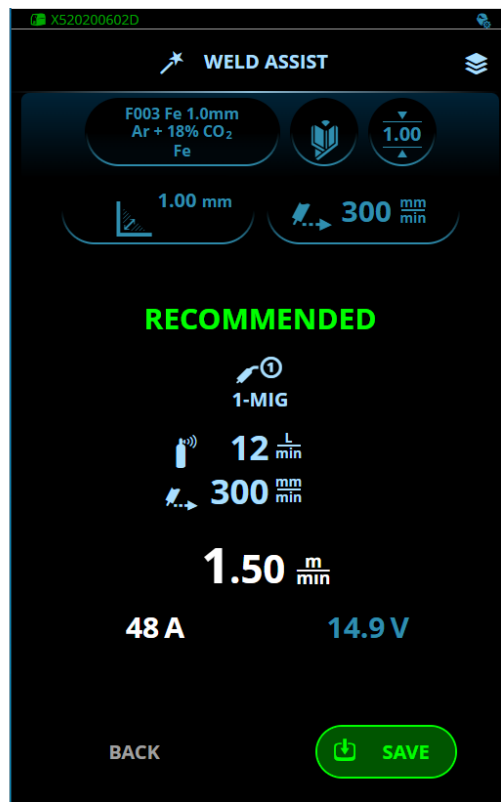 X520200602D
WELD ASSIST
F003 Fe 1.0mm
Ar + 18% CO₂
Fe
1.00
1.00 mm
300 mm/min
RECOMMENDED
1
1-MIG
12 L/min
300 mm/min
1.50 m/min
48 A
14.9 V
BACK
SAVE